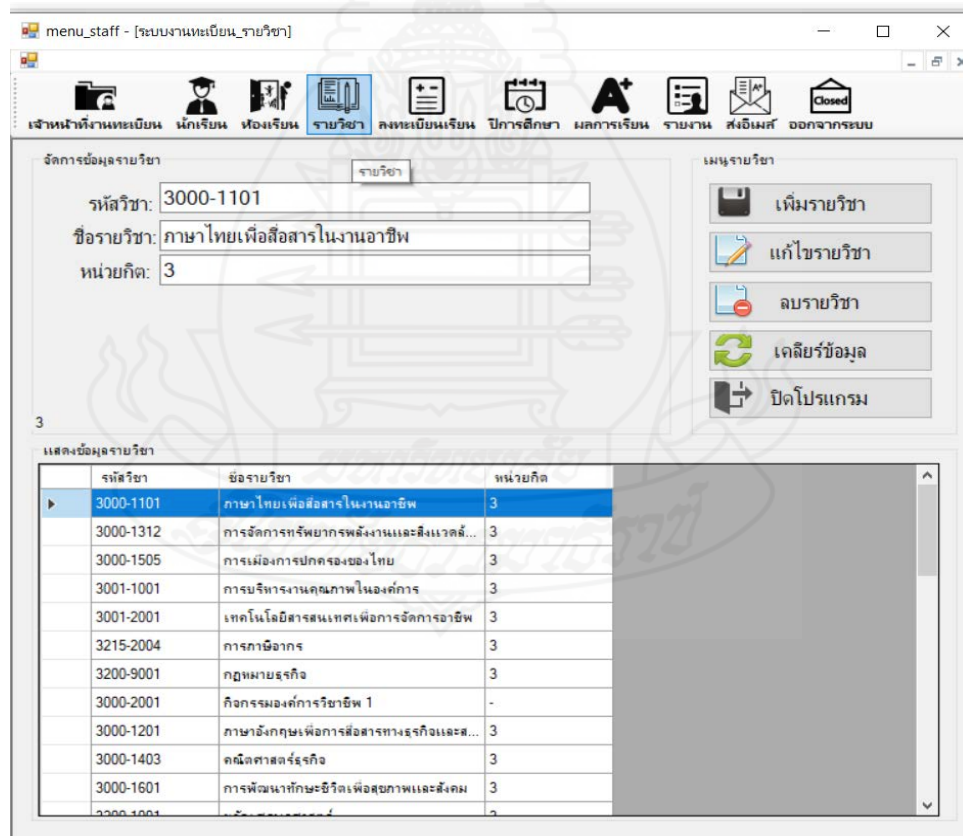 menu_staff - [ระบบงานทะเบียน_รายวิชา]
เจ้าหน้าที่งานทะเบียน นักเรียน ห้องเรียน รายวิชา ลงทะเบียนเรียน ปีการศึกษา ผลการเรียน รายงาน ส่งอีเมล์ ออกจากระบบ
Closed
จัดการข้อมูลรายวิชา
รายวิชา
รหัสวิชา: 3000-1101
ชื่อรายวิชา: ภาษาไทยเพื่อสื่อสารในงานอาชีพ
หน่วยกิต: 3
3
เมนูรายวิชา
เพิ่มรายวิชา
แก้ไขรายวิชา
ลบรายวิชา
เคลียร์ข้อมูล
ปิดโปรแกรม
แสดงข้อมูลรายวิชา
รหัสวิชา ชื่อรายวิชา หน่วยกิต
3000-1101 ภาษาไทยเพื่อสื่อสารในงานอาชีพ 3
3000-1312 การจัดการทรัพยากรพลังงานและสิ่งแวดล้... 3
3000-1505 การเมืองการปกครองของไทย 3
3001-1001 การบริหารงานคุณภาพในองค์การ 3
3001-2001 เทคโนโลยีสารสนเทศเพื่อการจัดการอาชีพ 3
3215-2004 การภาษีอากร 3
3200-9001 กฎหมายธุรกิจ 3
3000-2001 กิจกรรมองค์การวิชาชีพ 1 -
3000-1201 ภาษาอังกฤษเพื่อการสื่อสารทางธุรกิจและส... 3
3000-1403 คณิตศาสตร์ธุรกิจ 3
3000-1601 การพัฒนาทักษะชีวิตเพื่อสุขภาพและสังคม 3